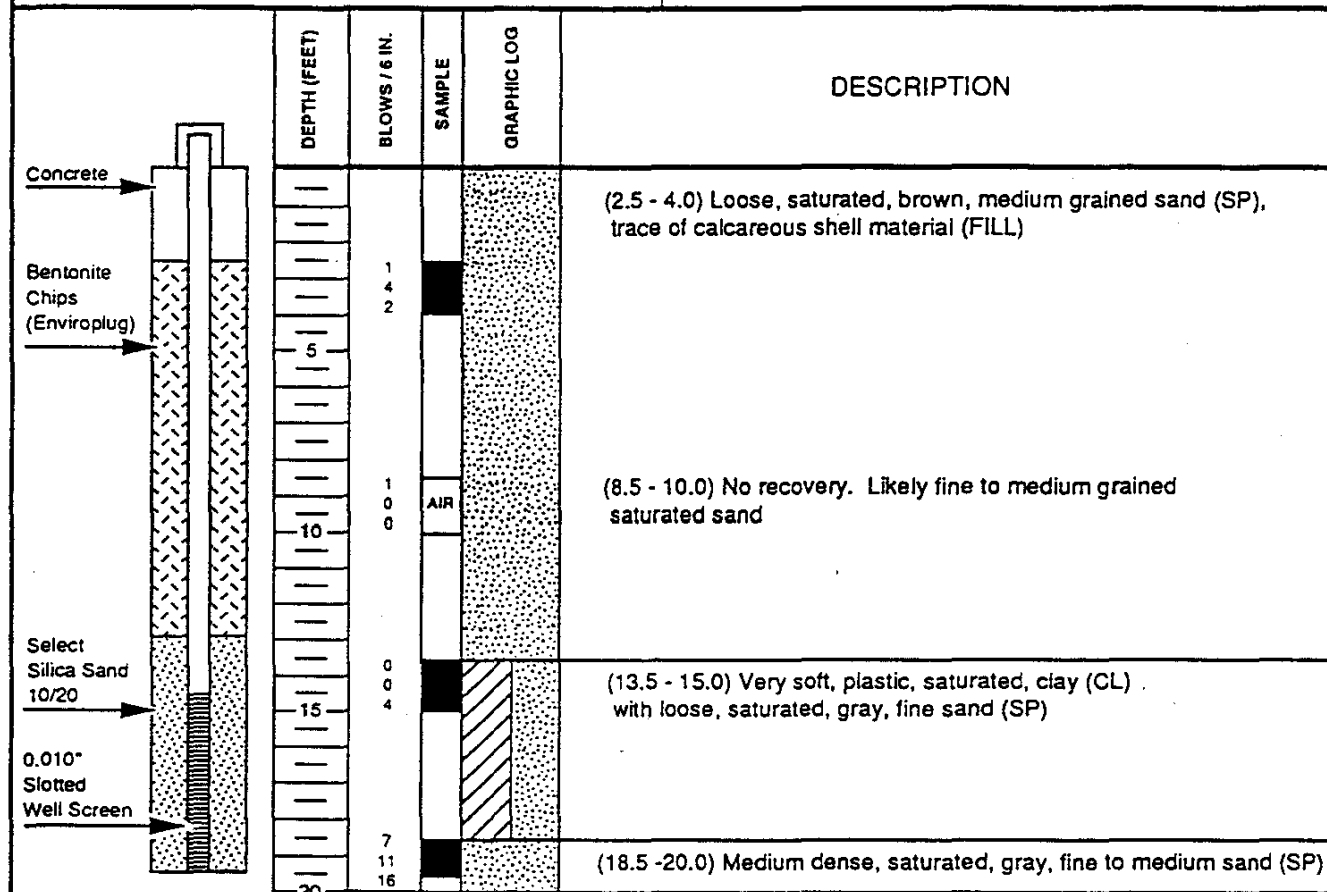 DEPTH (FEET)
BLOWS / 6 IN.
SAMPLE
GRAPHIC LOG
DESCRIPTION
Concrete
Bentonite
Chips
(Enviroplug)
Select
Silica Sand
10/20
0.010"
Slotted
Well Screen
5
10
15
20
1
4
2
1
0
0
0
0
4
7
11
16
AIR
(2.5 - 4.0) Loose, saturated, brown, medium grained sand (SP),
trace of calcareous shell material (FILL)
(8.5 - 10.0) No recovery. Likely fine to medium grained
saturated sand
(13.5 - 15.0) Very soft, plastic, saturated, clay (CL)
with loose, saturated, gray, fine sand (SP)
(18.5 -20.0) Medium dense, saturated, gray, fine to medium sand (SP)